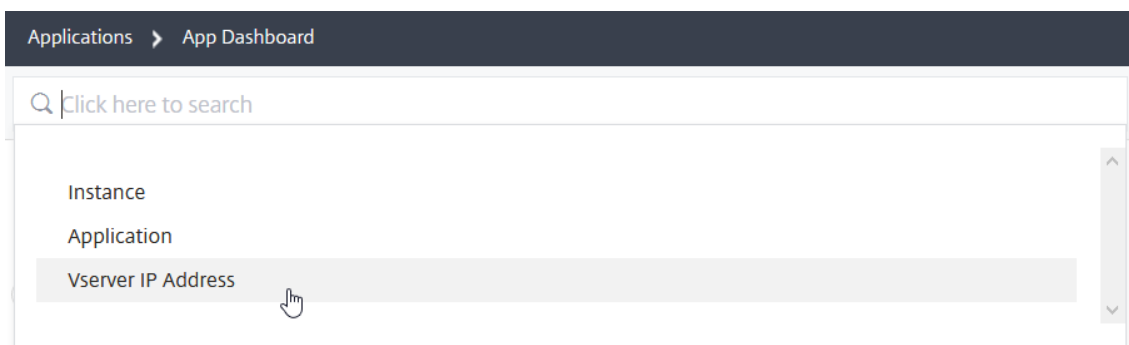 Applications > App Dashboard
Click here to search
Instance
Application
Vserver IP Address